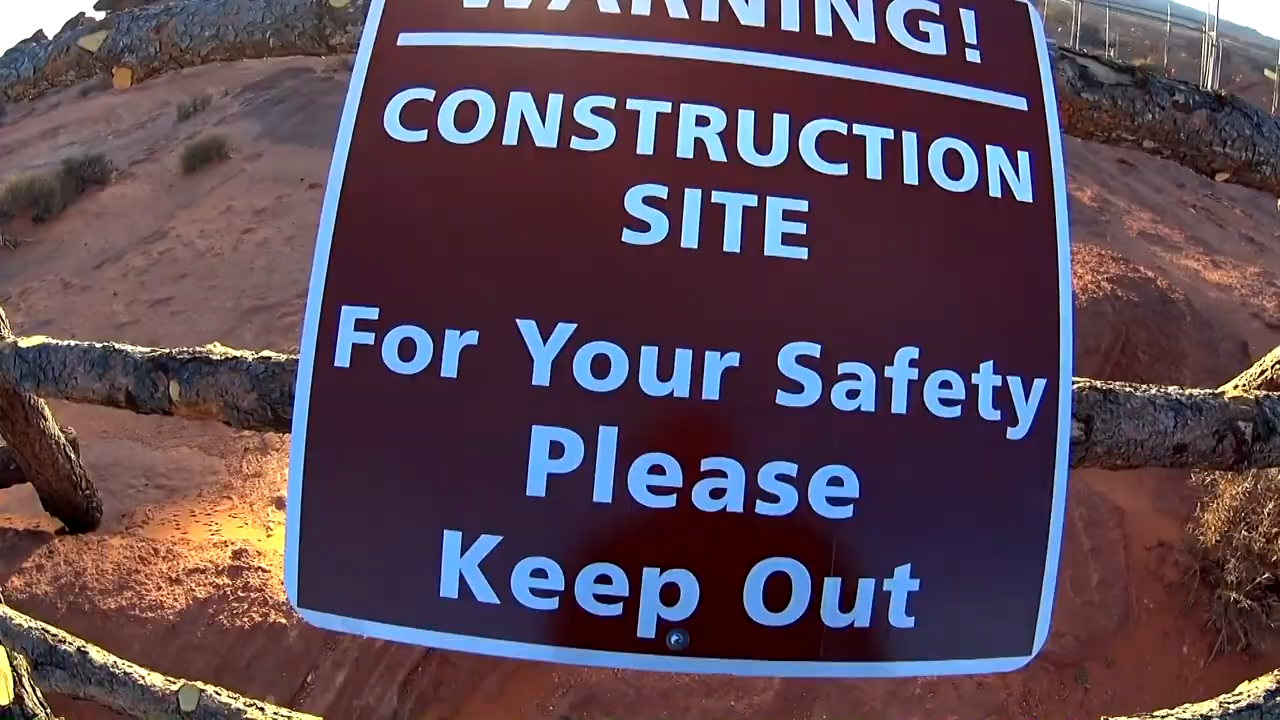 WARNING!
CONSTRUCTION
SITE
For Your Safety
Please
Keep Out